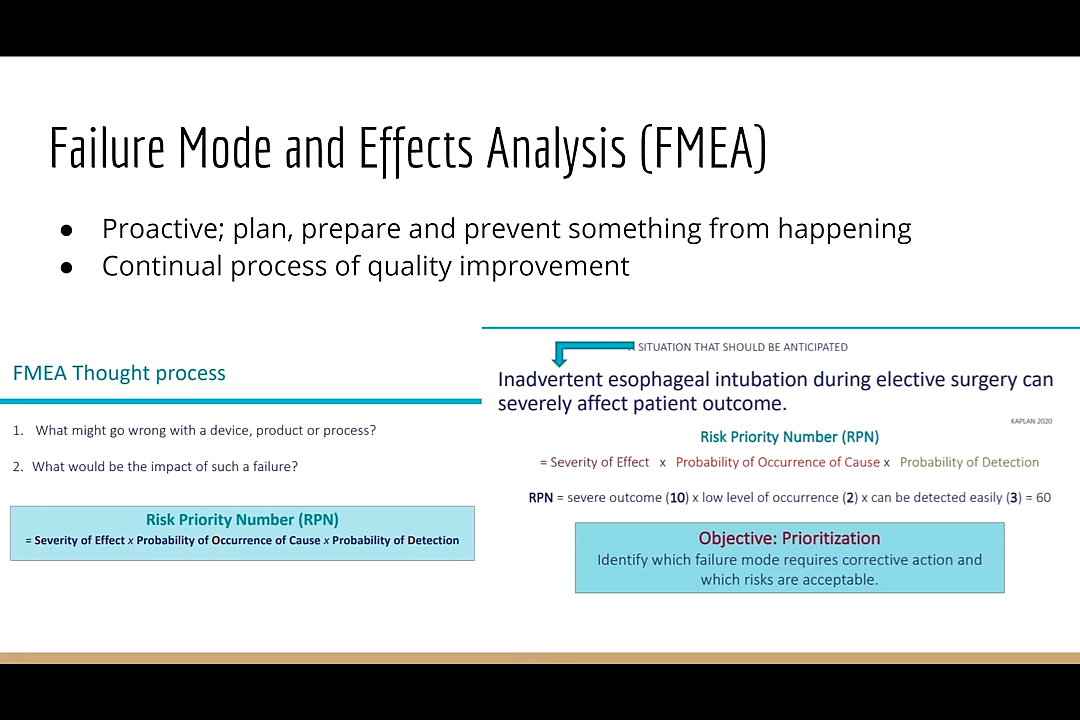 Failure Mode and Effects Analysis (FMEA)
● Proactive; plan, prepare and prevent something from happening
● Continual process of quality improvement
FMEA Thought process
1. What might go wrong with a device, product or process?
2. What would be the impact of such a failure?
Risk Priority Number (RPN)
= Severity of Effect x Probability of Occurrence of Cause x Probability of Detection
A SITUATION THAT SHOULD BE ANTICIPATED
Inadvertent esophageal intubation during elective surgery can
severely affect patient outcome.
KAPLAN 2020
Risk Priority Number (RPN)
= Severity of Effect x Probability of Occurrence of Cause x Probability of Detection
RPN = severe outcome (10) x low level of occurrence (2) x can be detected easily (3) = 60
Objective: Prioritization
Identify which failure mode requires corrective action and
which risks are acceptable.